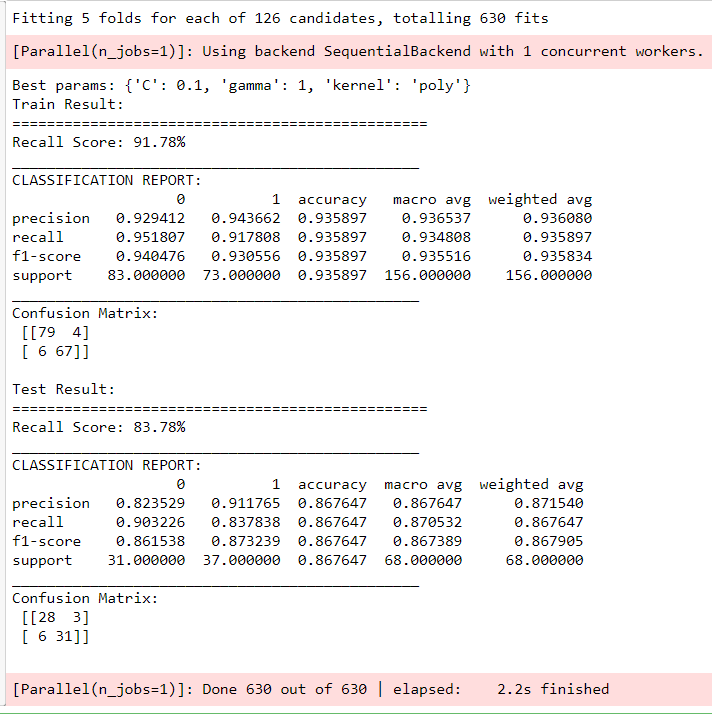 Fitting 5 folds for each of 126 candidates, totalling 630 fits
[Parallel(n_jobs=1)]: Using backend SequentialBackend with 1 concurrent workers.
Best params: {'C': 0.1, 'gamma': 1, 'kernel': 'poly'}
Train Result:
================================================
Recall Score: 91.78%
_______________________________________________
CLASSIFICATION REPORT:
                   0          1  accuracy   macro avg  weighted avg
precision   0.929412   0.943662  0.935897    0.936537      0.936080
recall      0.951807   0.917808  0.935897    0.934808      0.935897
f1-score    0.940476   0.930556  0.935897    0.935516      0.935834
support    83.000000  73.000000  0.935897  156.000000    156.000000
_______________________________________________
Confusion Matrix:
 [[79  4]
 [ 6 67]]
Test Result:
================================================
Recall Score: 83.78%
_______________________________________________
CLASSIFICATION REPORT:
                   0          1  accuracy  macro avg  weighted avg
precision   0.823529   0.911765  0.867647   0.867647      0.871540
recall      0.903226   0.837838  0.867647   0.870532      0.867647
f1-score    0.861538   0.873239  0.867647   0.867389      0.867905
support    31.000000  37.000000  0.867647  68.000000     68.000000
_______________________________________________
Confusion Matrix:
 [[28  3]
 [ 6 31]]
[Parallel(n_jobs=1)]: Done 630 out of 630 | elapsed:    2.2s finished